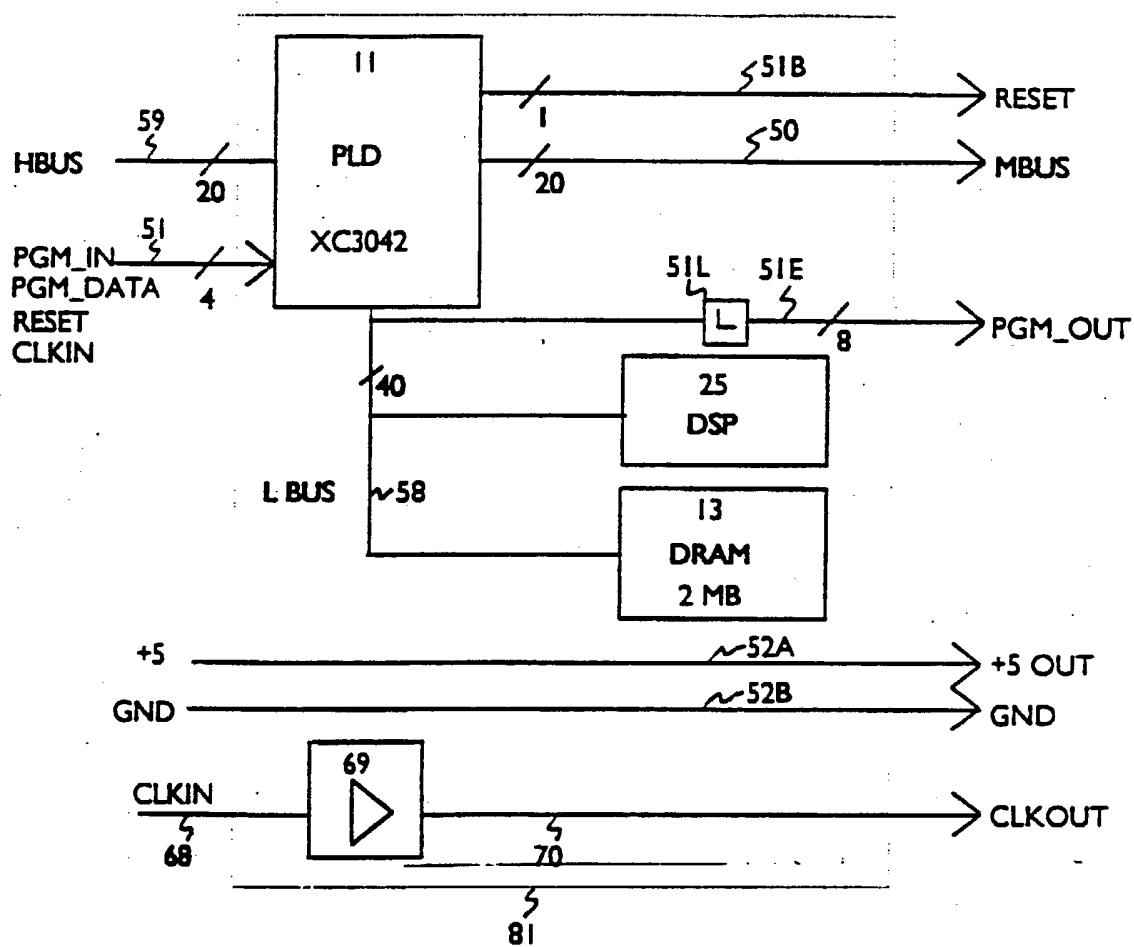 11
51B
RESET
1
59
50
HBUS
PLD
MBUS
20
20
51
XC3042
PGM_IN
PGM_DATA
4
51L
51E
RESET
L
PGM_OUT
CLKIN
8
40
25
DSP
L BUS
58
13
DRAM
2 MB
+5
52A
+5 OUT
GND
52B
GND
69
CLKIN
CLKOUT
68
70
81